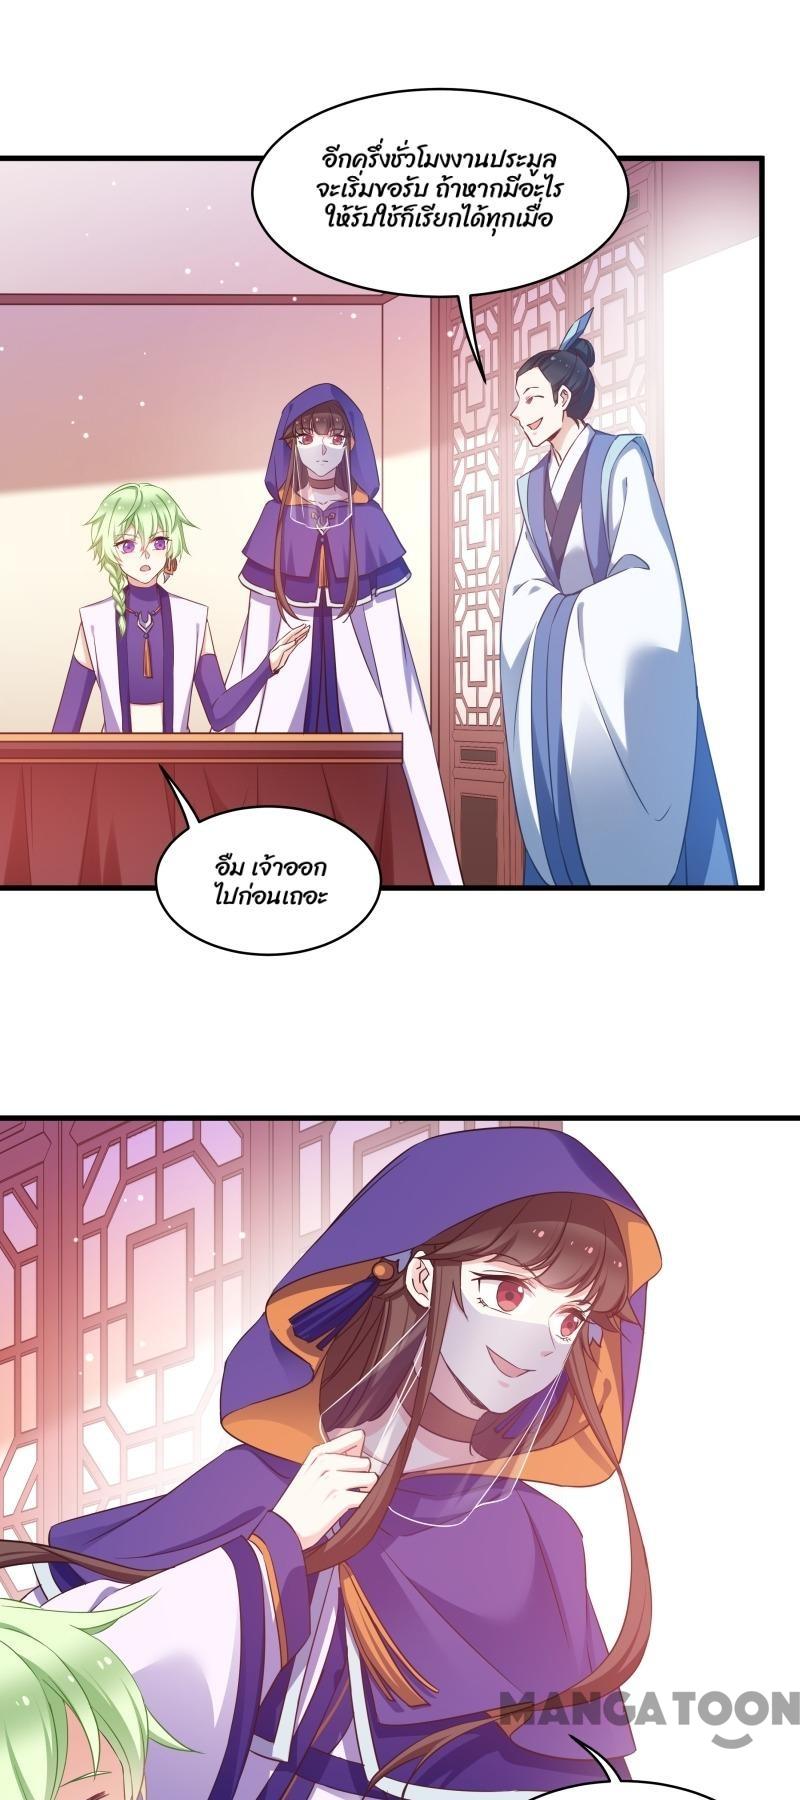 อีกครึ่งชั่วโมงงานประมูล
จะเริ่มขอรับ ถ้าหากมีอะไร
ให้รับใช้ก็เรียกได้ทุกเมื่อ
อืม เจ้าออก
ไปก่อนเถอะ
MANGATOON